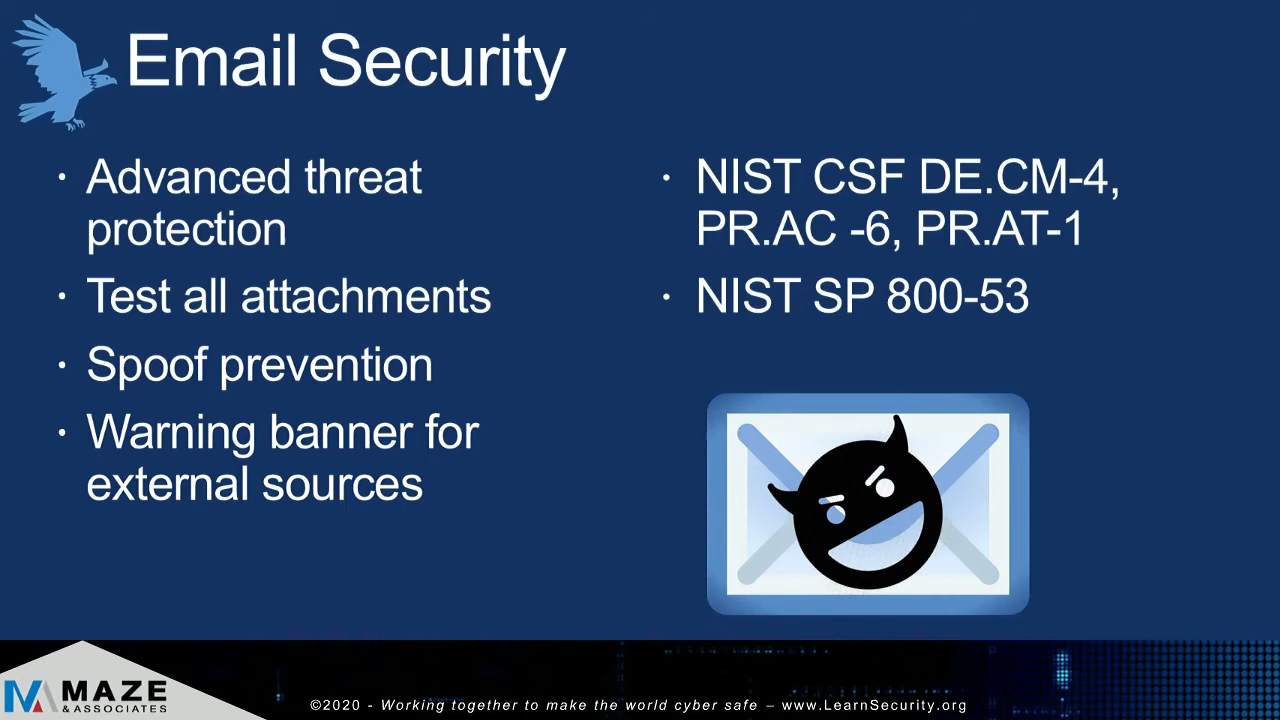 Email Security
· Advanced threat
protection
· Test all attachments
· Spoof prevention
· Warning banner for
external sources
· NIST CSF DE.CM-4,
PR.AC -6, PR.AT-1
· NIST SP 800-53
MAZE
& ASSOCIATES
©2020 - Working together to make the world cyber safe – www.LearnSecurity.org